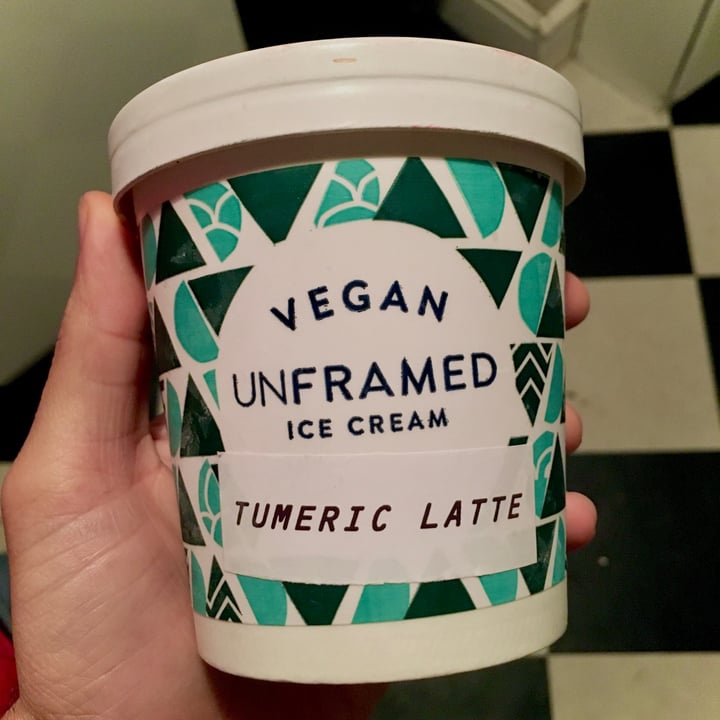 VEGAN
UNFRAMED
ICE CREAM
TUMERIC LATTE